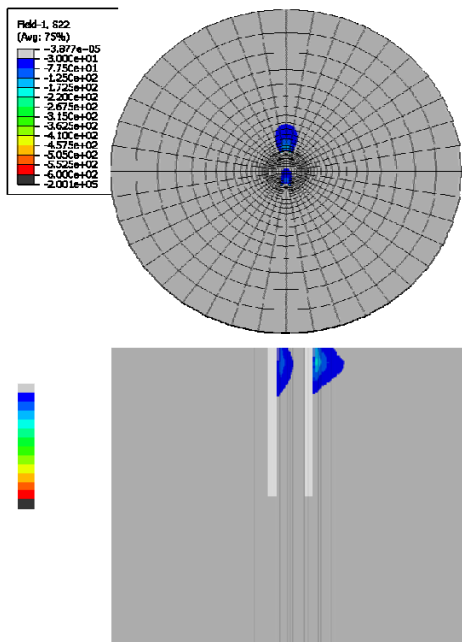 Field-1, S22
(Avg: 75%)
-3.877e-05
-3.000e+01
-7.750e+01
-1.250e+02
-1.725e+02
-2.200e+02
-2.675e+02
-3.150e+02
-3.625e+02
-4.100e+02
-4.575e+02
-5.050e+02
-5.525e+02
-6.000e+02
-2.001e+05